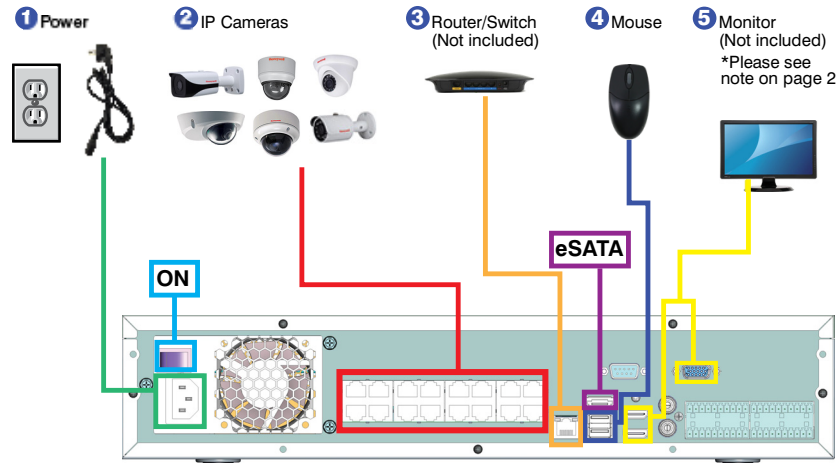 1 Power
2 IP Cameras
3 Router/Switch
(Not included)
4 Mouse
5 Monitor
(Not included)
*Please see
note on page 2
eSATA
ON